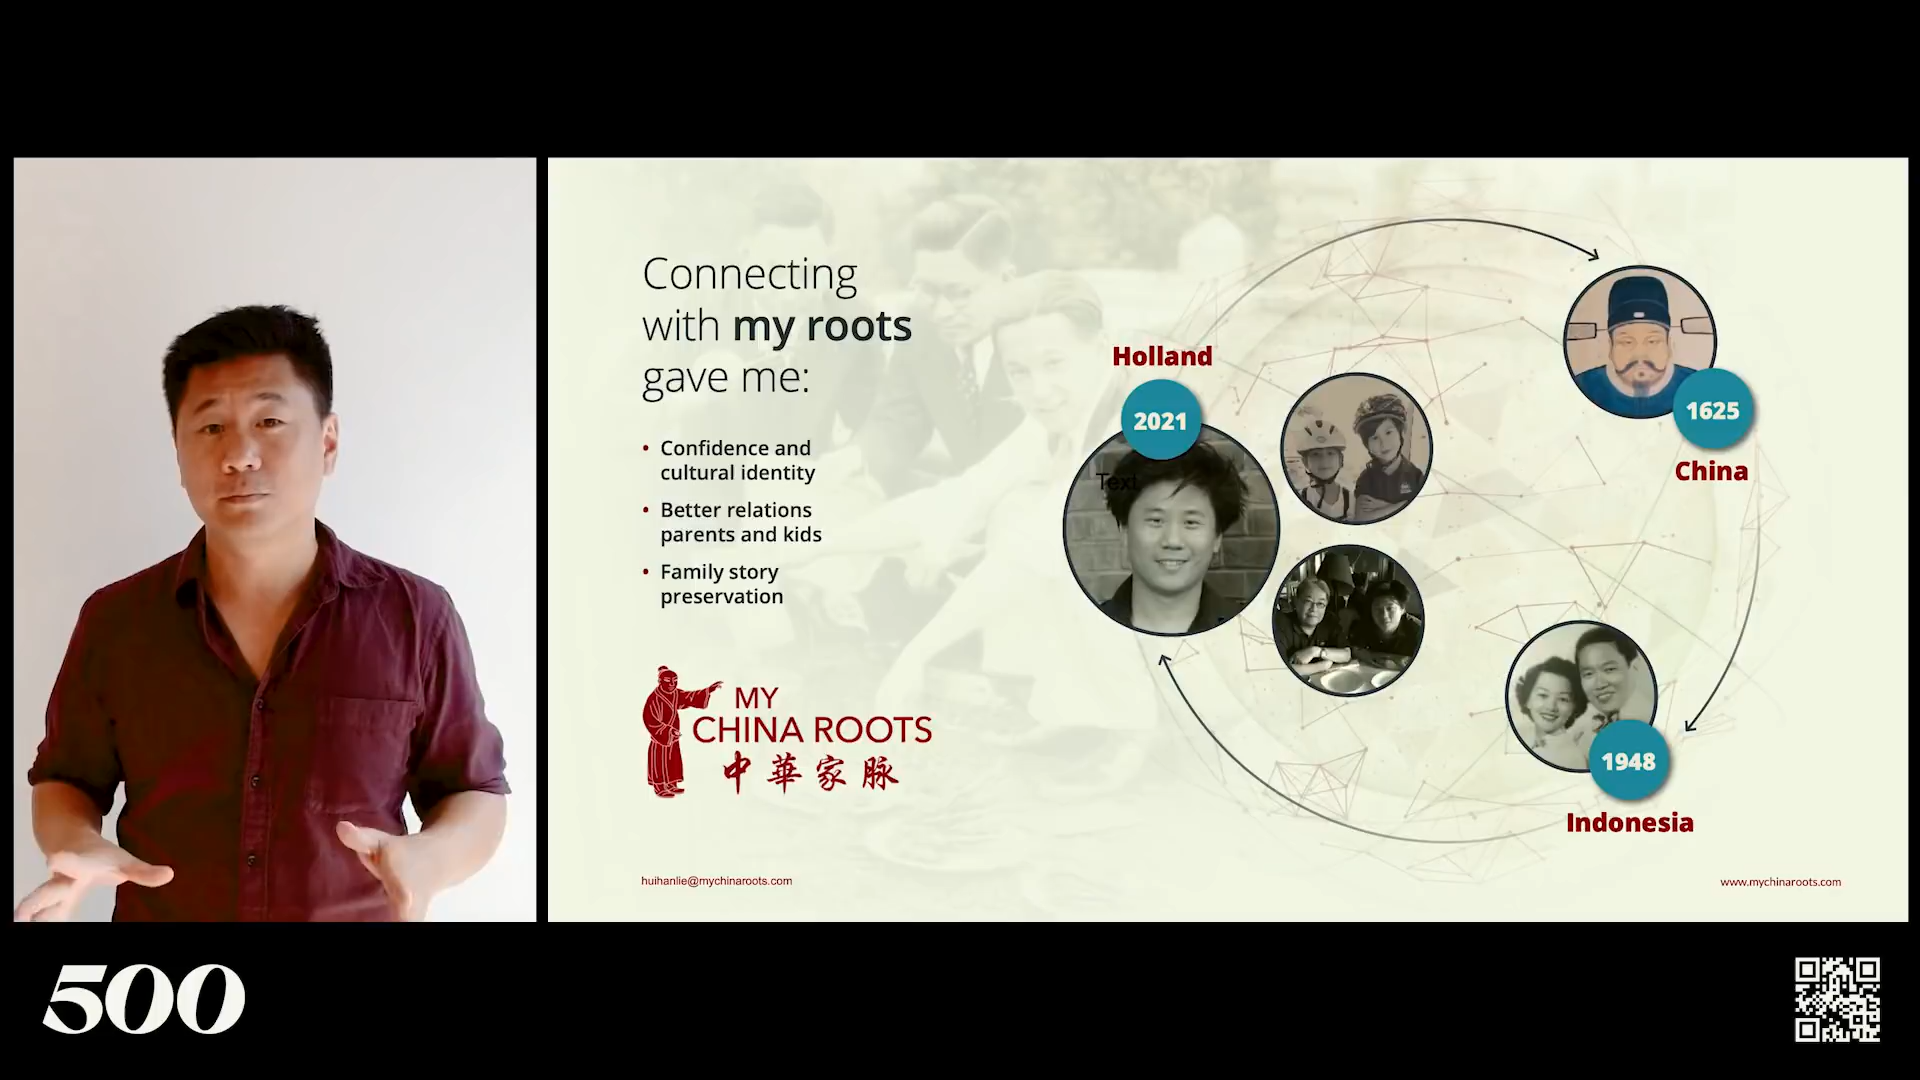 Connecting
with my roots
gave me:
• Confidence and
cultural identity
• Better relations
parents and kids
• Family story
preservation
MY
CHINA ROOTS
中華家脉
huihanlie@mychinaroots.com
Holland
2021
Text
1625
China
1948
Indonesia
www.mychinaroots.com
500